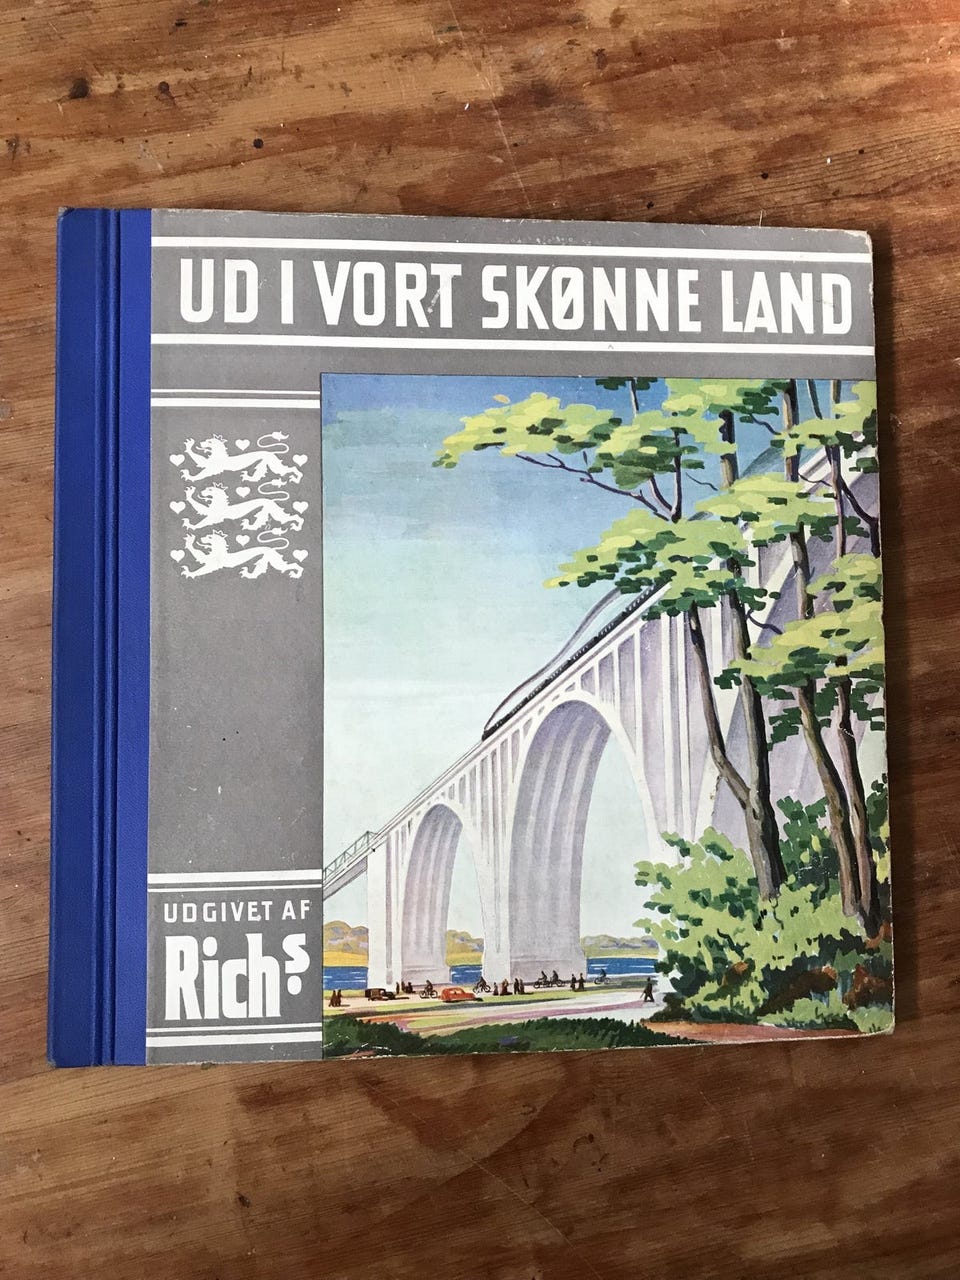 UD I VORT SKØNNE LAND
UDGIVET AF
Richs